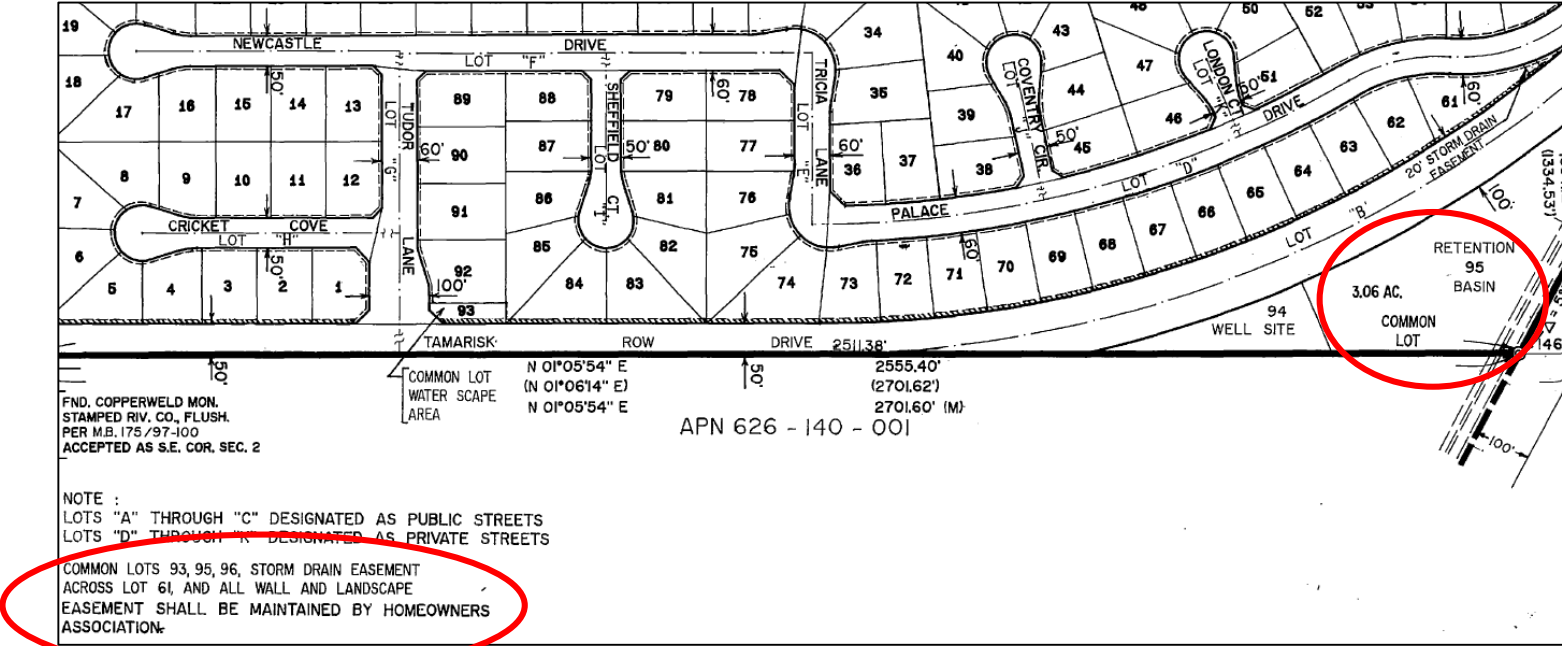 19
34
40
43
50
52
NEWCASTLE DRIVE
LOT "F"
18
17
16
15
14
13
50'
TUDOR LANE
LOT "G"
60'
89
88
SHEFFIELD CT.
LOT "I"
50'
79
60'
78
TRICIA LANE
LOT "E"
60'
35
39
COVENTRY CIR.
LOT
50'
44
47
LONDON CT.
LOT "K"
50'
51
DRIVE
60'
61
62
63
20' STORM DRAIN
EASEMENT
(1334.53')
90
87
80
77
36
37
38
45
46
8
9
10
11
12
7
91
86
81
76
PALACE
LOT "D"
64
65
66
67
68
69
70
71
72
73
60'
LOT "B"
100'
CRICKET COVE
LOT "H"
50'
6
5
4
3
2
1
100'
92
93
85
84
83
82
75
74
RETENTION
95
BASIN
3.06 AC.
COMMON
LOT
94
WELL SITE
146
TAMARISK ROW DRIVE 2511.38'
50'
COMMON LOT
WATER SCAPE
AREA
N 01°05'54" E 2555.40'
(N 01°06'14" E) (2701.62')
N 01°05'54" E 2701.60' (M)
50'
APN 626 - 140 - 001
100'
FND. COPPERWELD MON.
STAMPED RIV. CO., FLUSH.
PER M.B. 175/97-100
ACCEPTED AS S.E. COR. SEC. 2
NOTE :
LOTS "A" THROUGH "C" DESIGNATED AS PUBLIC STREETS
LOTS "D" THROUGH "K" DESIGNATED AS PRIVATE STREETS
COMMON LOTS 93, 95, 96, STORM DRAIN EASEMENT
ACROSS LOT 61, AND ALL WALL AND LANDSCAPE
EASEMENT SHALL BE MAINTAINED BY HOMEOWNERS
ASSOCIATION.